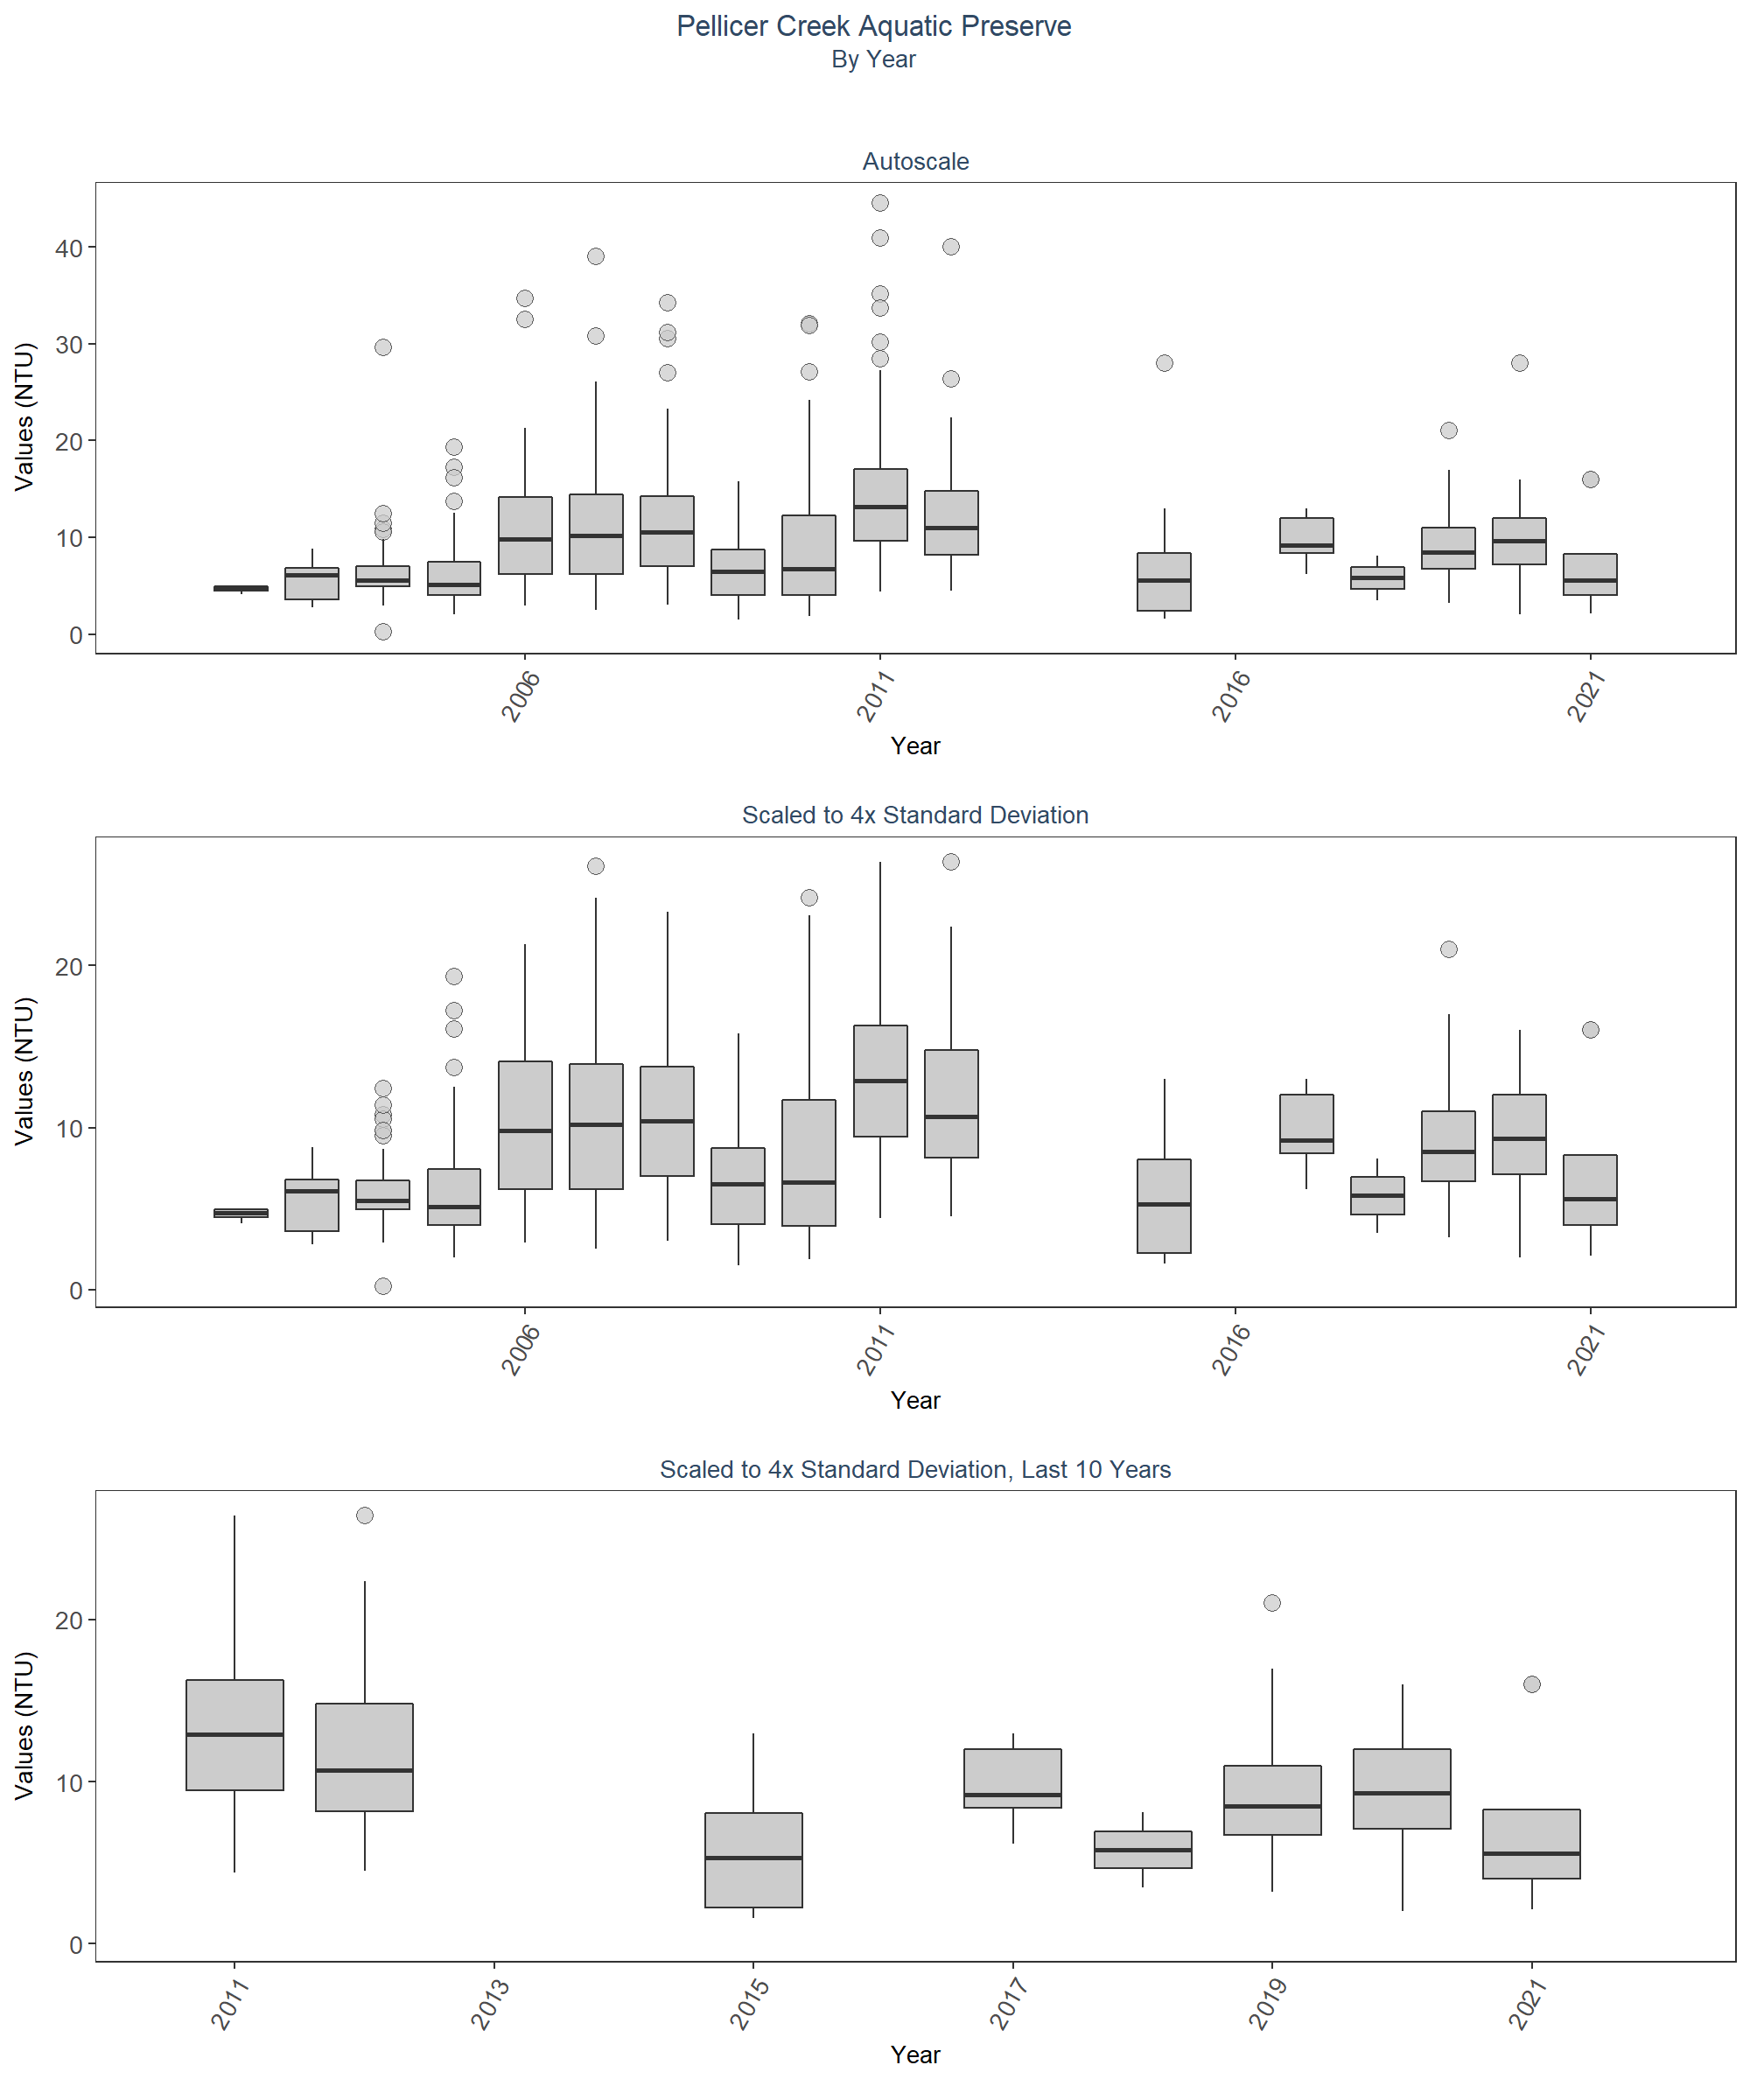 Pellicer Creek Aquatic Preserve
By Year
Autoscale
Values (NTU)
40
30
20
10
0
2006
2011
2016
2021
Year
Scaled to 4x Standard Deviation
Values (NTU)
20
10
0
2006
2011
2016
2021
Year
Scaled to 4x Standard Deviation, Last 10 Years
Values (NTU)
20
10
0
2011
2013
2015
2017
2019
2021
Year